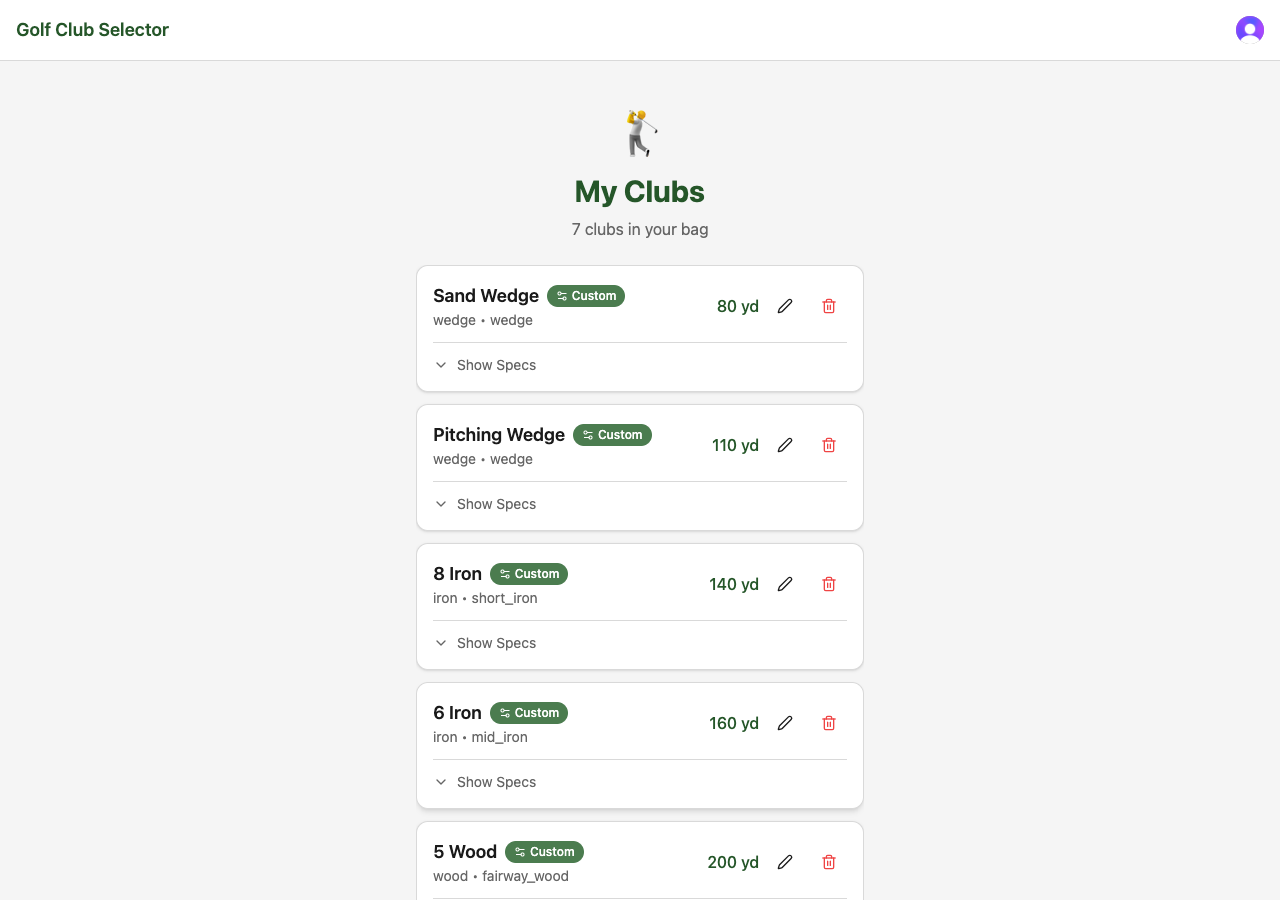 Golf Club Selector
My Clubs
7 clubs in your bag
Sand Wedge Custom
80 yd
wedge • wedge
Show Specs
Pitching Wedge Custom
110 yd
wedge • wedge
Show Specs
8 Iron Custom
140 yd
iron • short_iron
Show Specs
6 Iron Custom
160 yd
iron • mid_iron
Show Specs
5 Wood Custom
200 yd
wood • fairway_wood